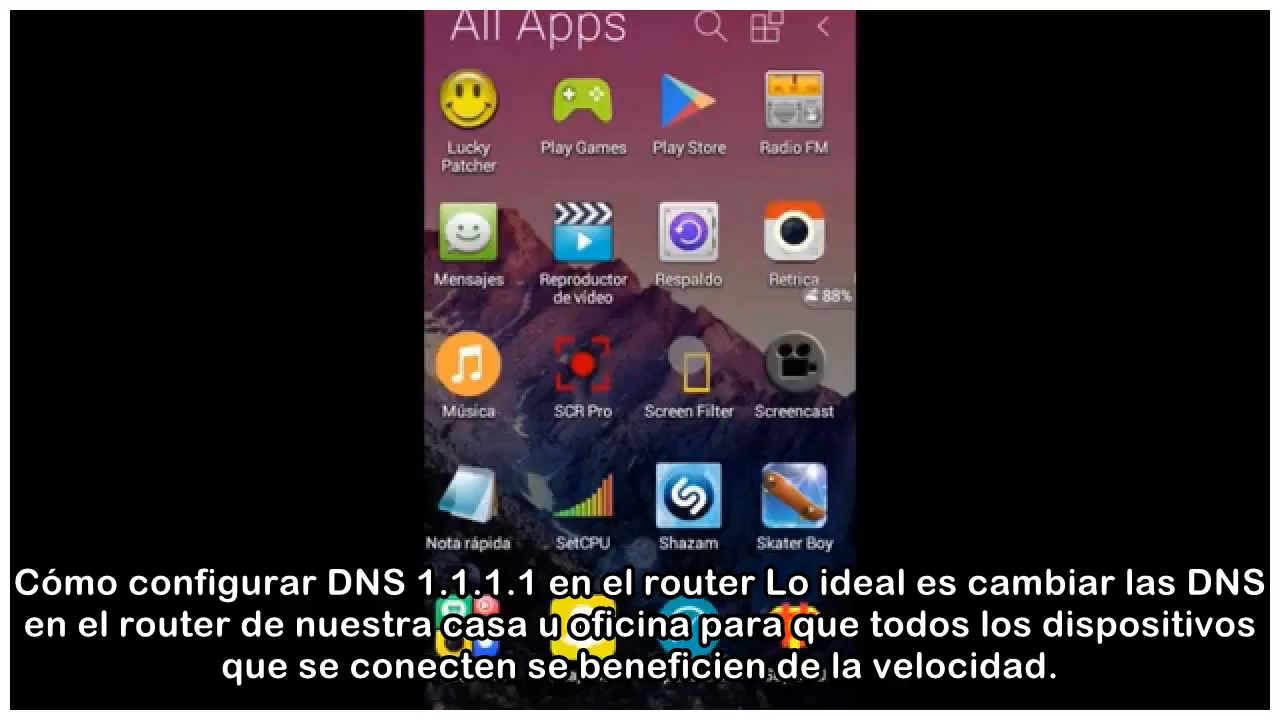 All Apps
Lucky Patcher
Play Games
Play Store
Radio FM
Mensajes
Reproductor de vídeo
Respaldo
Retrica
88%
Música
SCR Pro
Screen Filter
Screencast
Nota rápida
SetCPU
Shazam
Skater Boy
Cómo configurar DNS 1.1.1.1 en el router Lo ideal es cambiar las DNS
en el router de nuestra casa u oficina para que todos los dispositivos
que se conecten se beneficien de la velocidad.